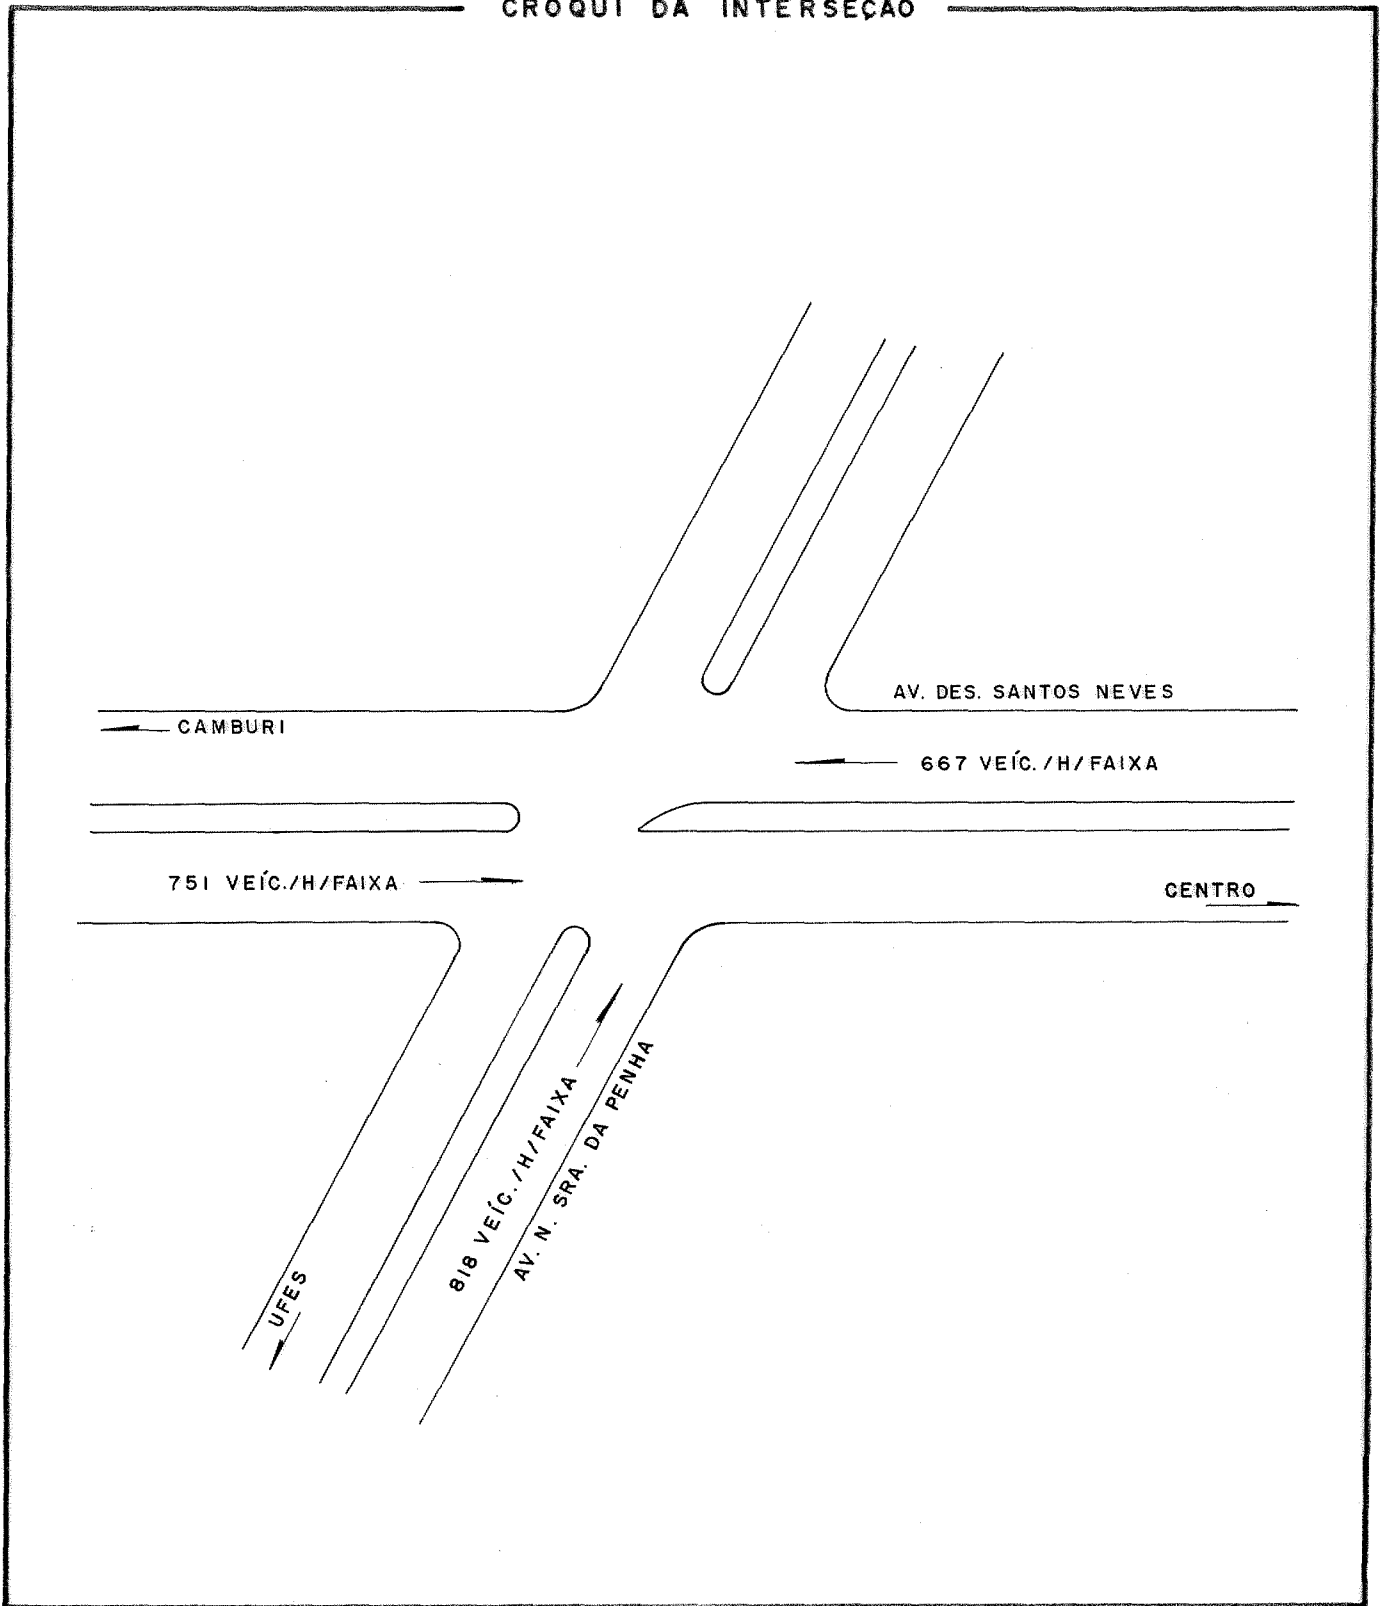 CROQUI DA INTERSEÇÃO
AV. DES. SANTOS NEVES
CAMBURI
667 VEÍC./H/FAIXA
751 VEÍC./H/FAIXA
CENTRO
818 VEÍC./H/FAIXA
AV. N. SRA. DA PENHA
UFES